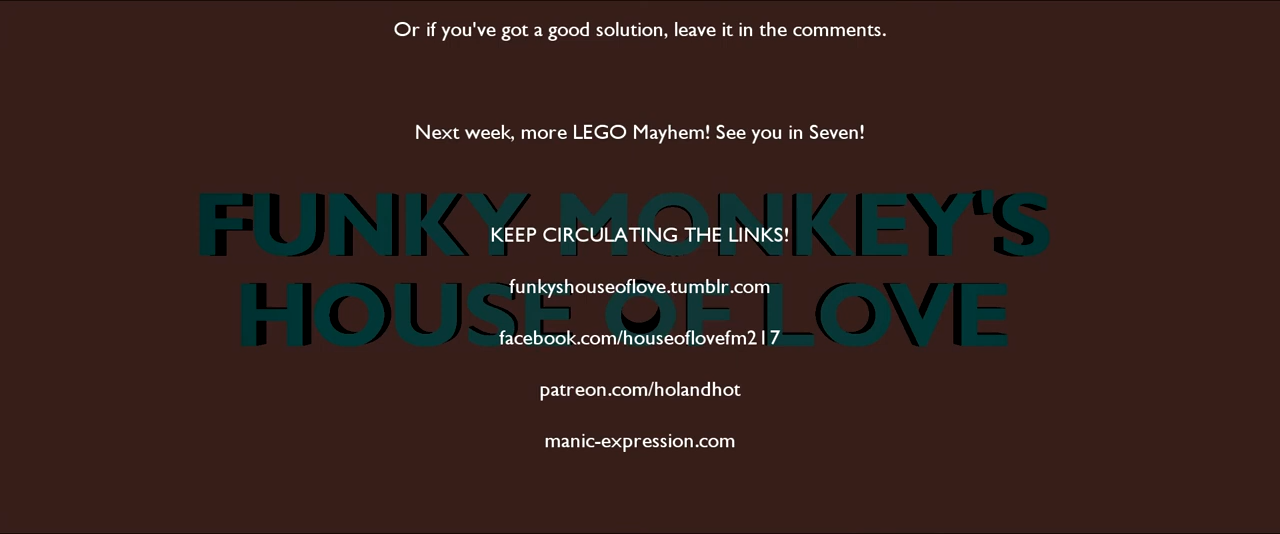 Or if you've got a good solution, leave it in the comments.
Next week, more LEGO Mayhem! See you in Seven!
FUNKY MONKEY'S
KEEP CIRCULATING THE LINKS!
funkyshouseoflove.tumblr.com
HOUSE OF LOVE
facebook.com/houseoflovefm217
patreon.com/holandhot
manic-expression.com